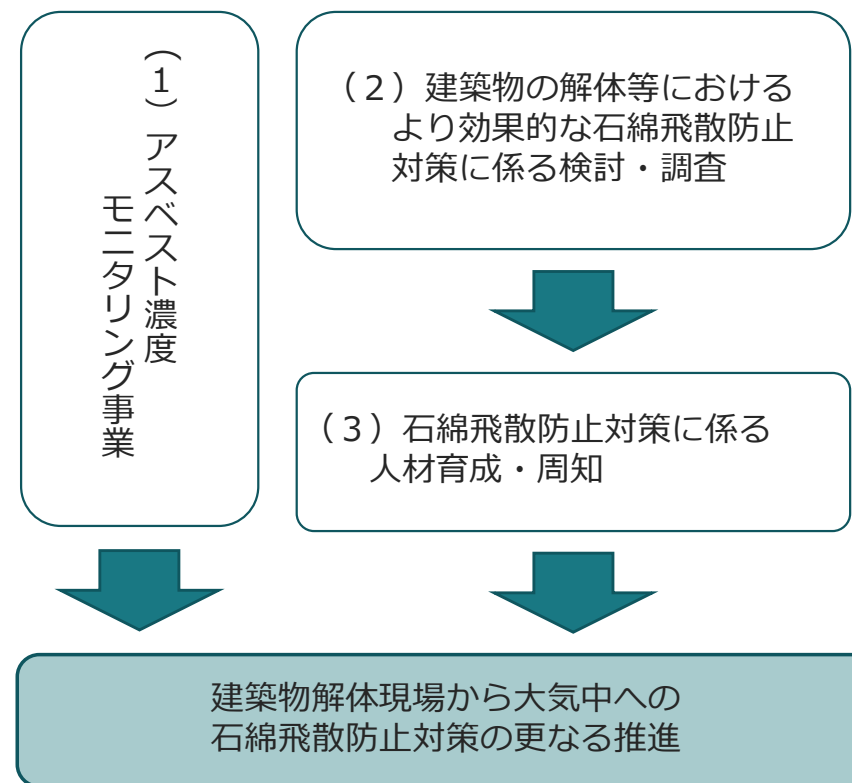 （1）アスベスト濃度
モニタリング事業
（２）建築物の解体等における
より効果的な石綿飛散防止
対策に係る検討・調査
（３）石綿飛散防止対策に係る
人材育成・周知
建築物解体現場から大気中への
石綿飛散防止対策の更なる推進